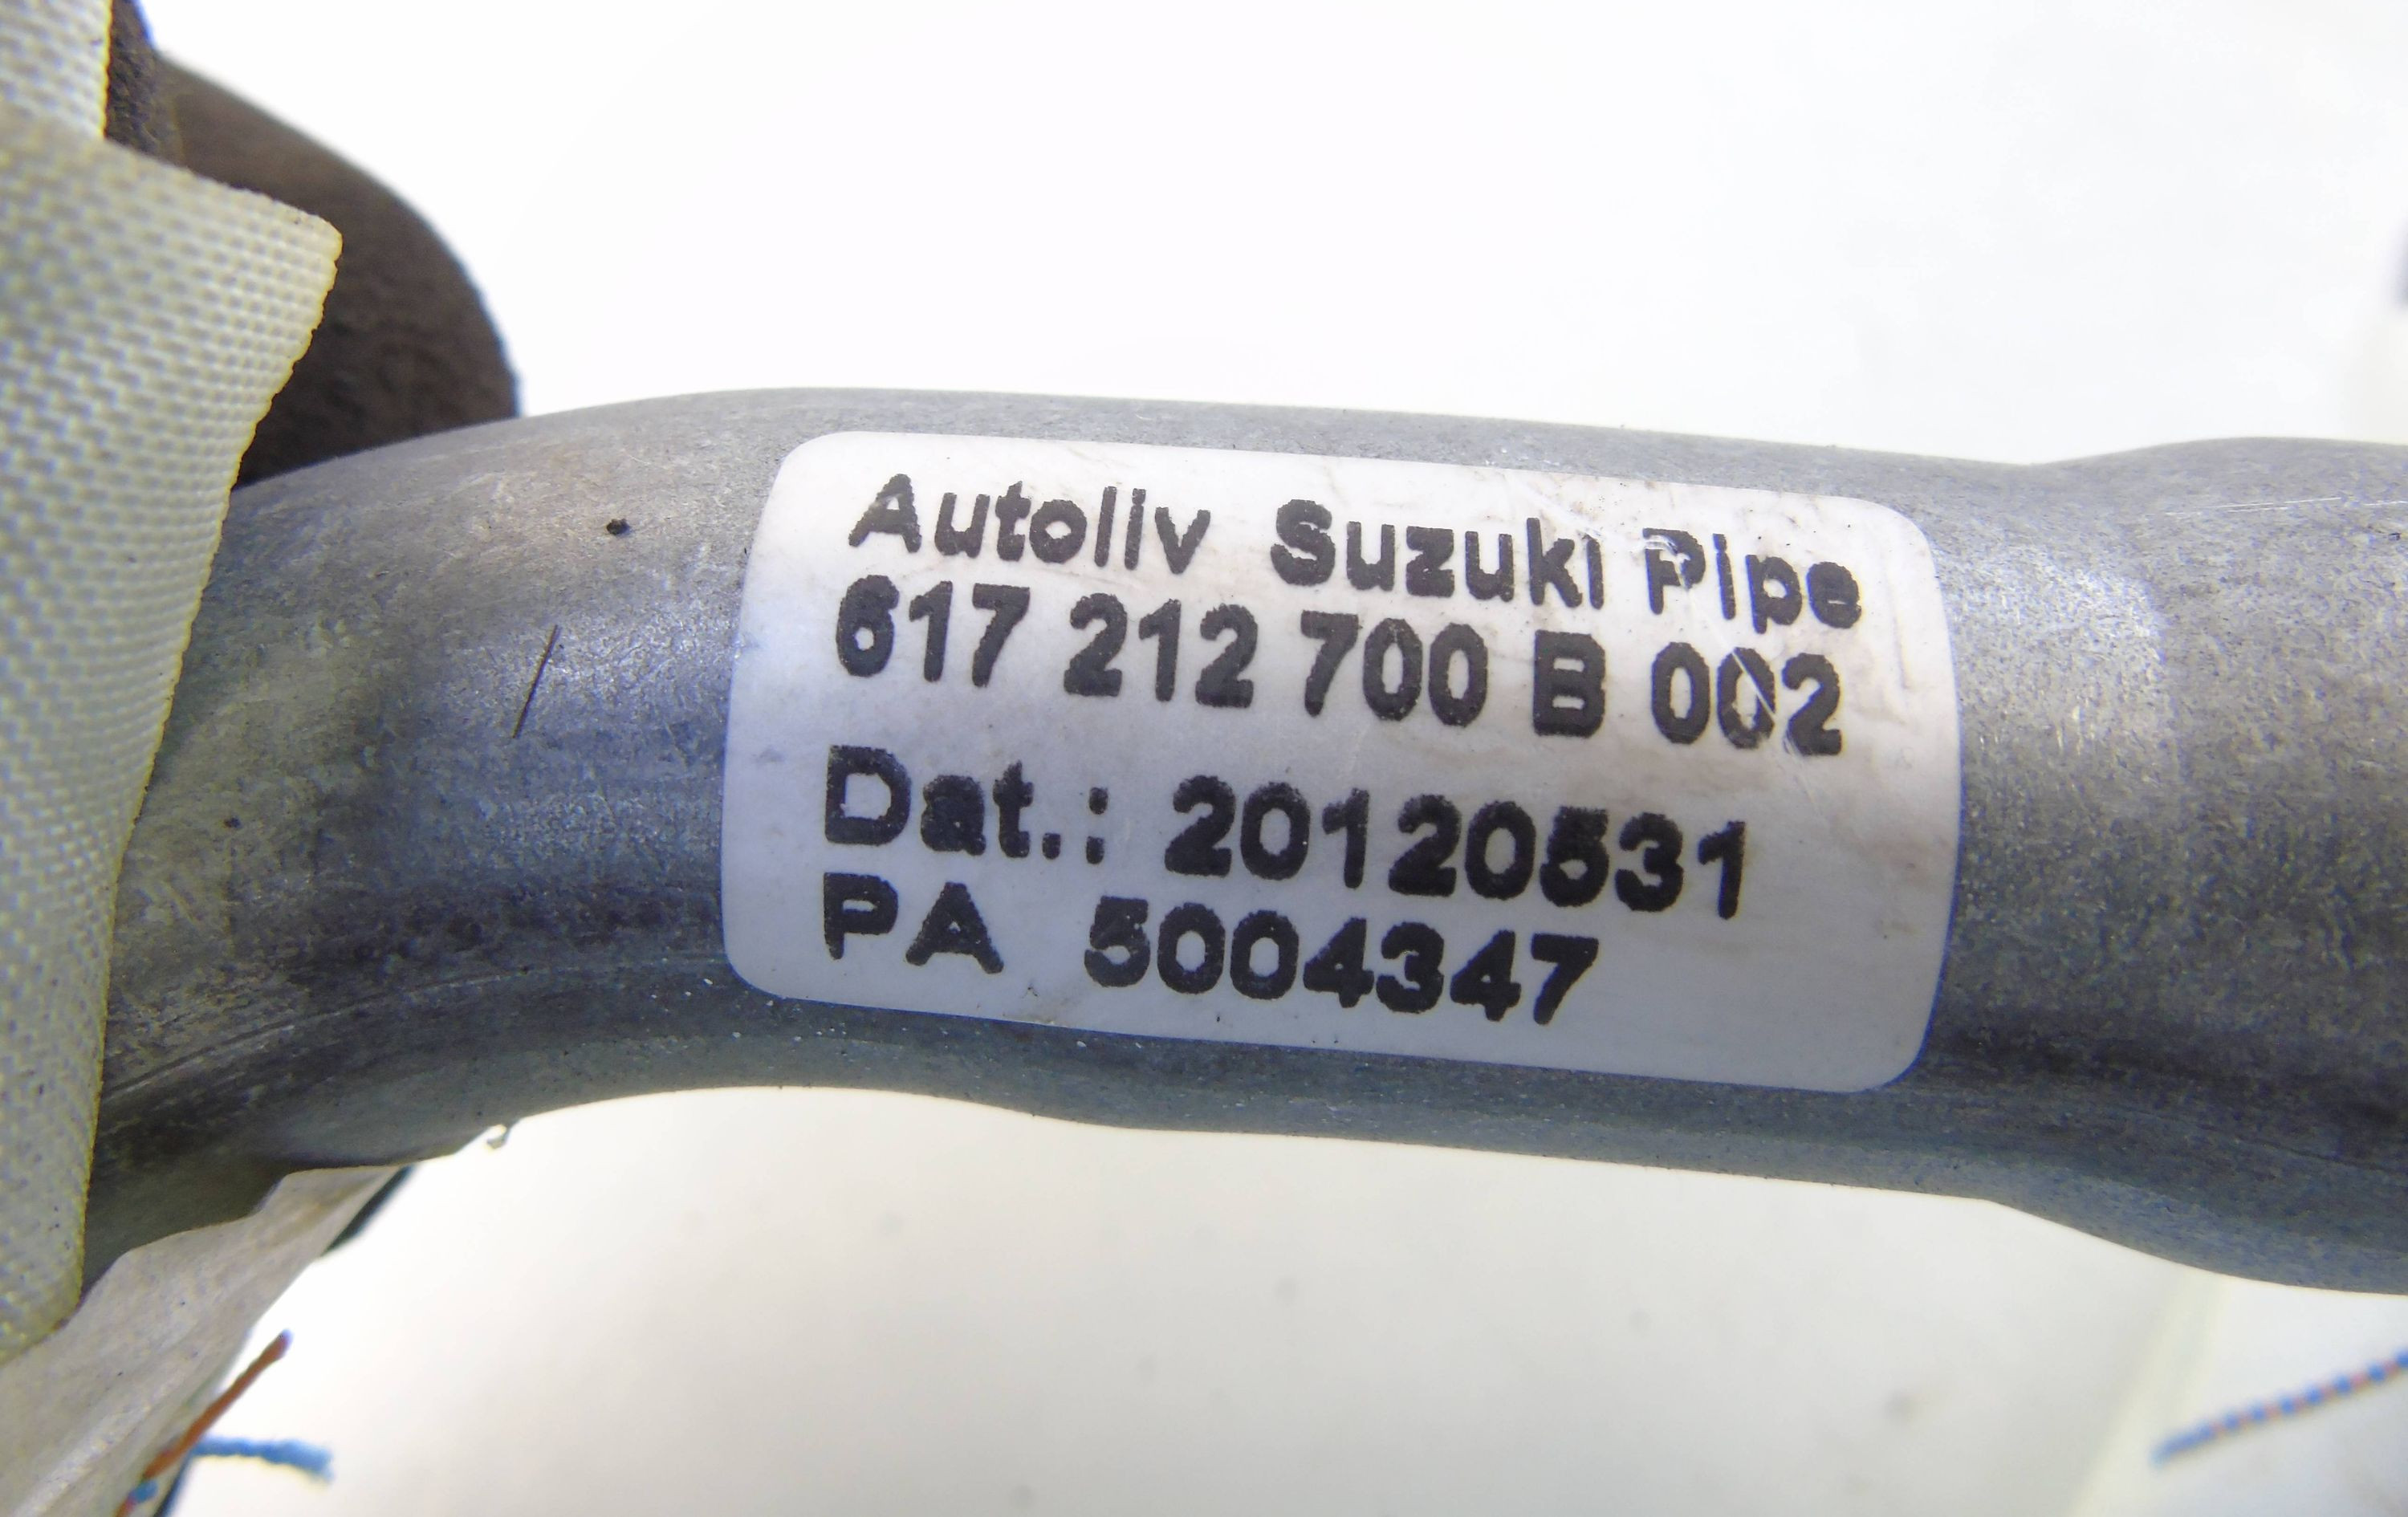 Autoliv Suzuki Pipe
617 212 700 B 002
Dat.: 20120531
PA 5004347